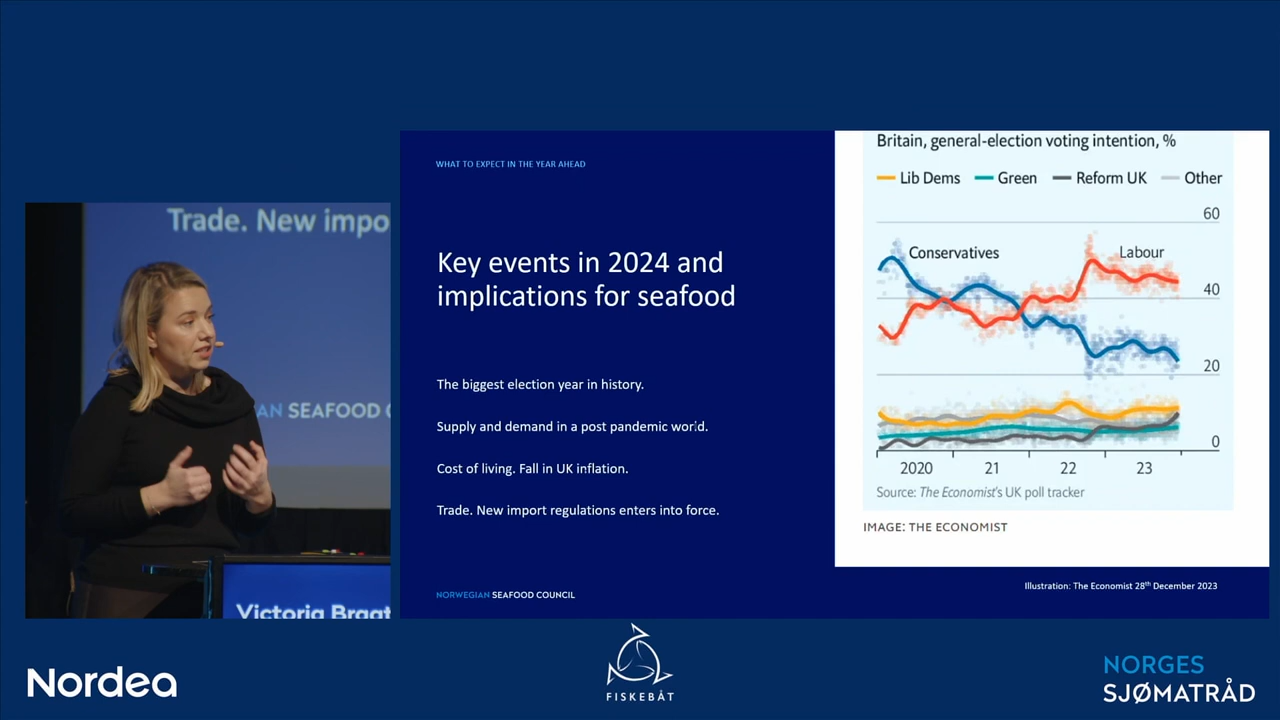 WHAT TO EXPECT IN THE YEAR AHEAD
Key events in 2024 and
implications for seafood
The biggest election year in history.
Supply and demand in a post pandemic world.
Cost of living. Fall in UK inflation.
Trade. New import regulations enters into force.
NORWEGIAN SEAFOOD COUNCIL
Britain, general-election voting intention, %
Lib Dems Green Reform UK Other
60
Conservatives Labour
40
20
0
2020 21 22 23
Source: The Economist's UK poll tracker
IMAGE: THE ECONOMIST
Illustration: The Economist 28th December 2023
Trade. New impo
IAN SEAFOOD C
Victoria Braat
Nordea
FISKEBÅT
NORGES
SJØMATRÅD